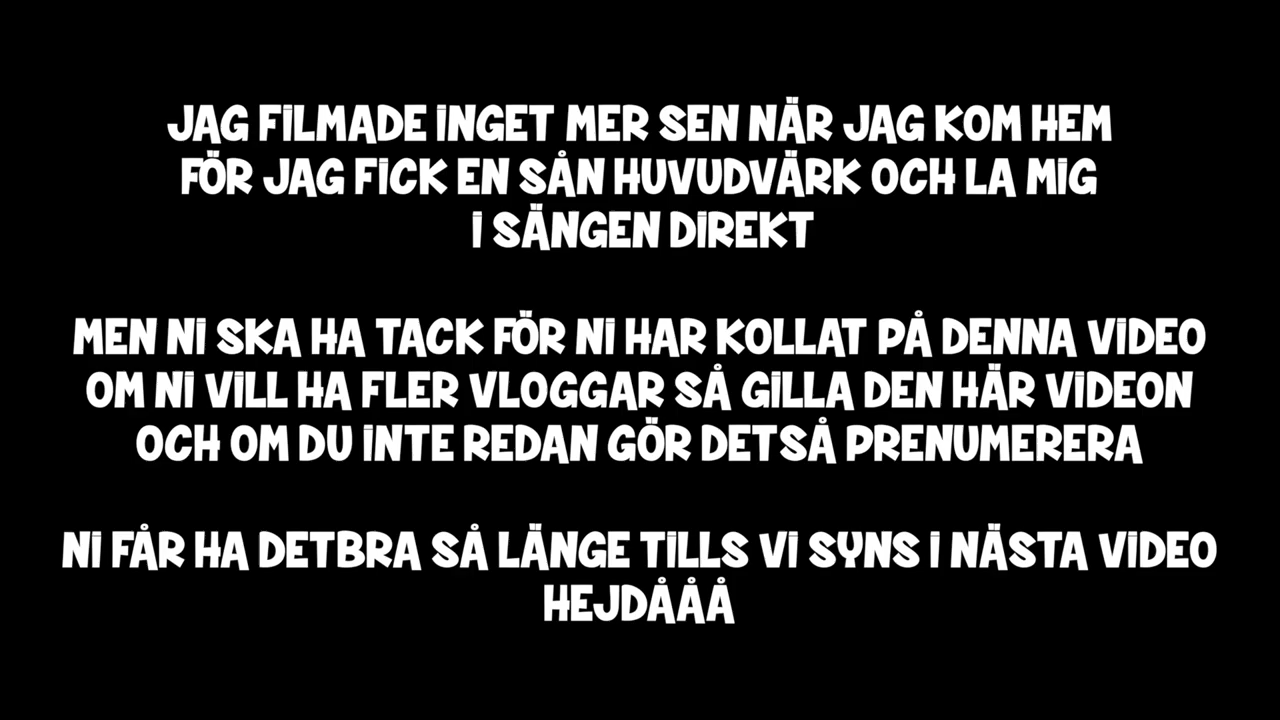 JAG FILMADE INGET MER SEN NÄR JAG KOM HEM
FÖR JAG FICK EN SÅN HUVUDVÄRK OCH LA MIG
I SÄNGEN DIREKT
MEN NI SKA HA TACK FÖR NI HAR KOLLAT PÅ DENNA VIDEO
OM NI VILL HA FLER VLOGGAR SÅ GILLA DEN HÄR VIDEON
OCH OM DU INTE REDAN GÖR DETSÅ PRENUMERERA
NI FÅR HA DETBRA SÅ LÄNGE TILLS VI SYNS I NÄSTA VIDEO
HEJDÅÅÅ